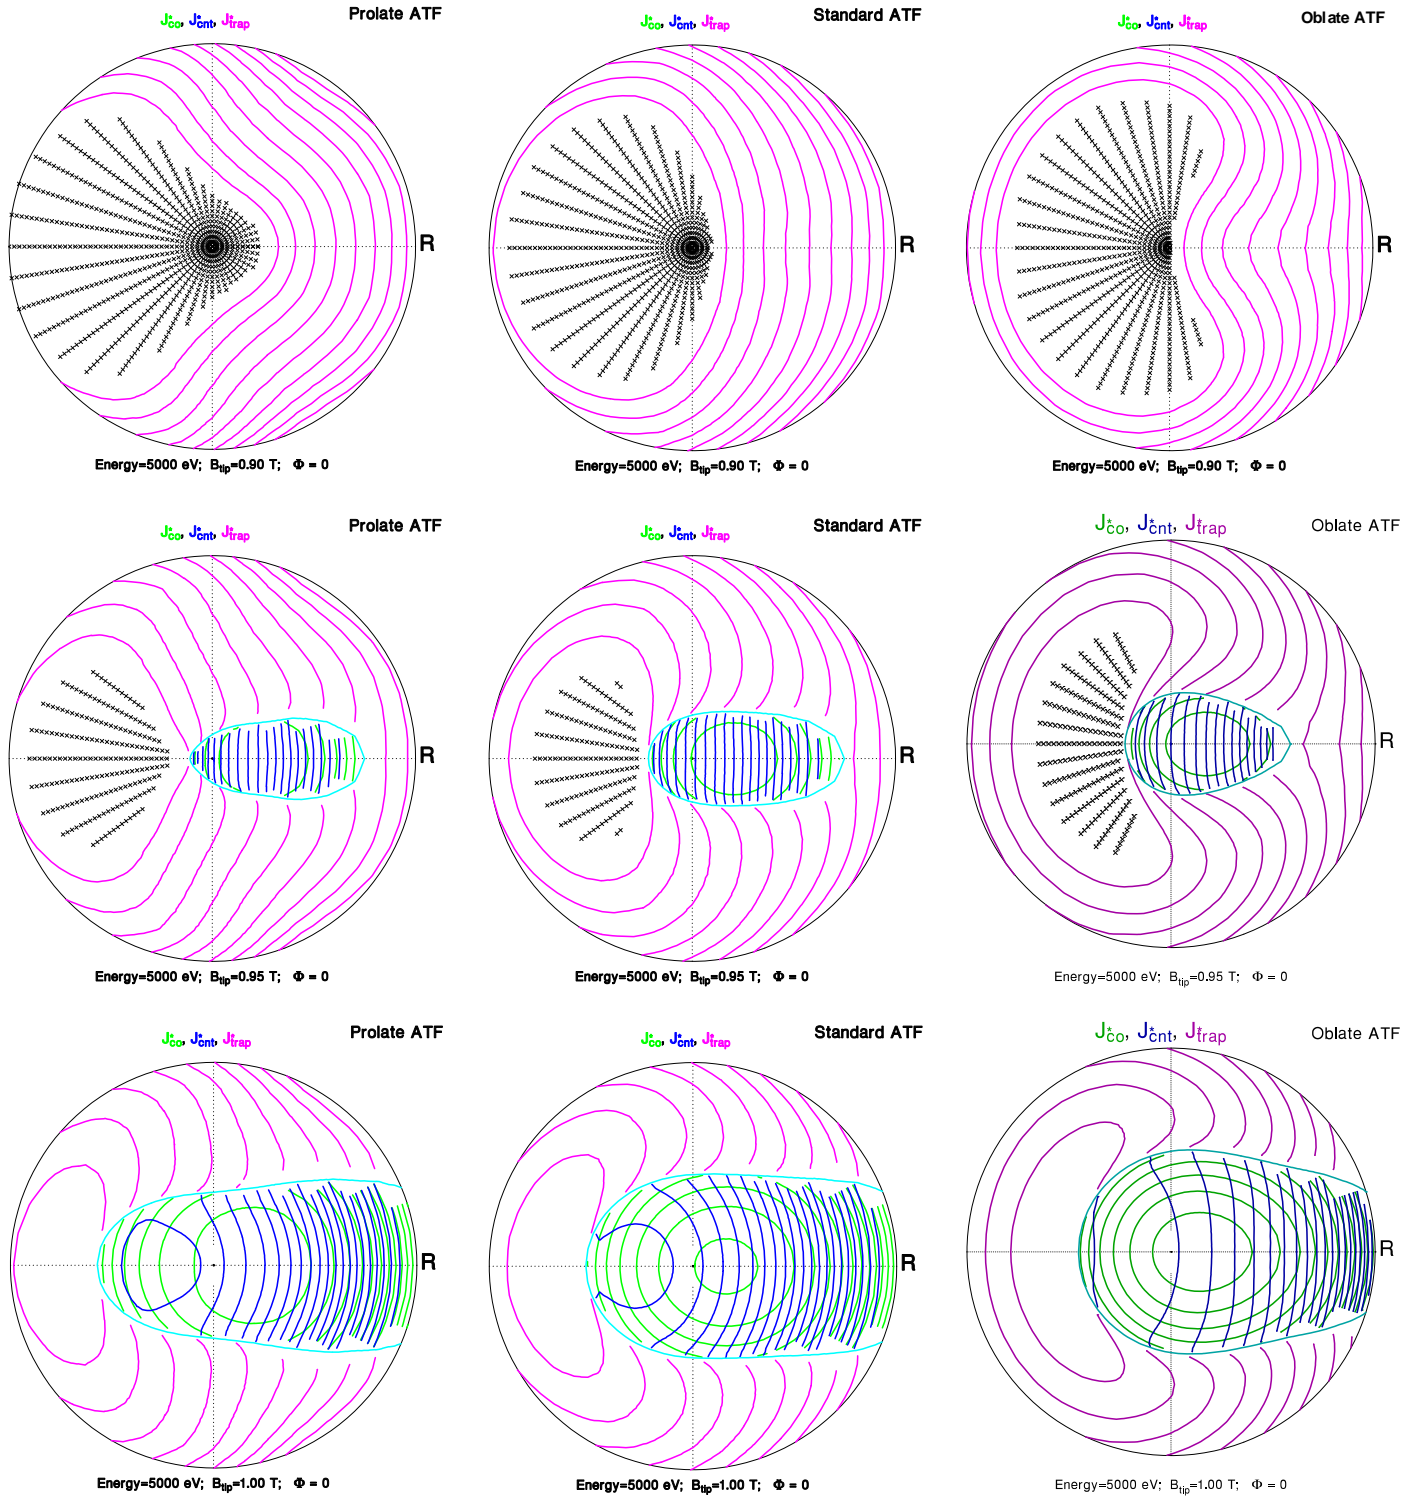 J*co, J*cnt, J*trap Prolate ATF
R
Energy=5000 eV; Btip=0.90 T; Φ = 0
J*co, J*cnt, J*trap Standard ATF
R
Energy=5000 eV; Btip=0.90 T; Φ = 0
J*co, J*cnt, J*trap Oblate ATF
R
Energy=5000 eV; Btip=0.90 T; Φ = 0
J*co, J*cnt, J*trap Prolate ATF
R
Energy=5000 eV; Btip=0.95 T; Φ = 0
J*co, J*cnt, J*trap Standard ATF
R
Energy=5000 eV; Btip=0.95 T; Φ = 0
J*co, J*cnt, J*trap Oblate ATF
R
Energy=5000 eV; Btip=0.95 T; Φ = 0
J*co, J*cnt, J*trap Prolate ATF
R
Energy=5000 eV; Btip=1.00 T; Φ = 0
J*co, J*cnt, J*trap Standard ATF
R
Energy=5000 eV; Btip=1.00 T; Φ = 0
J*co, J*cnt, J*trap Oblate ATF
R
Energy=5000 eV; Btip=1.00 T; Φ = 0